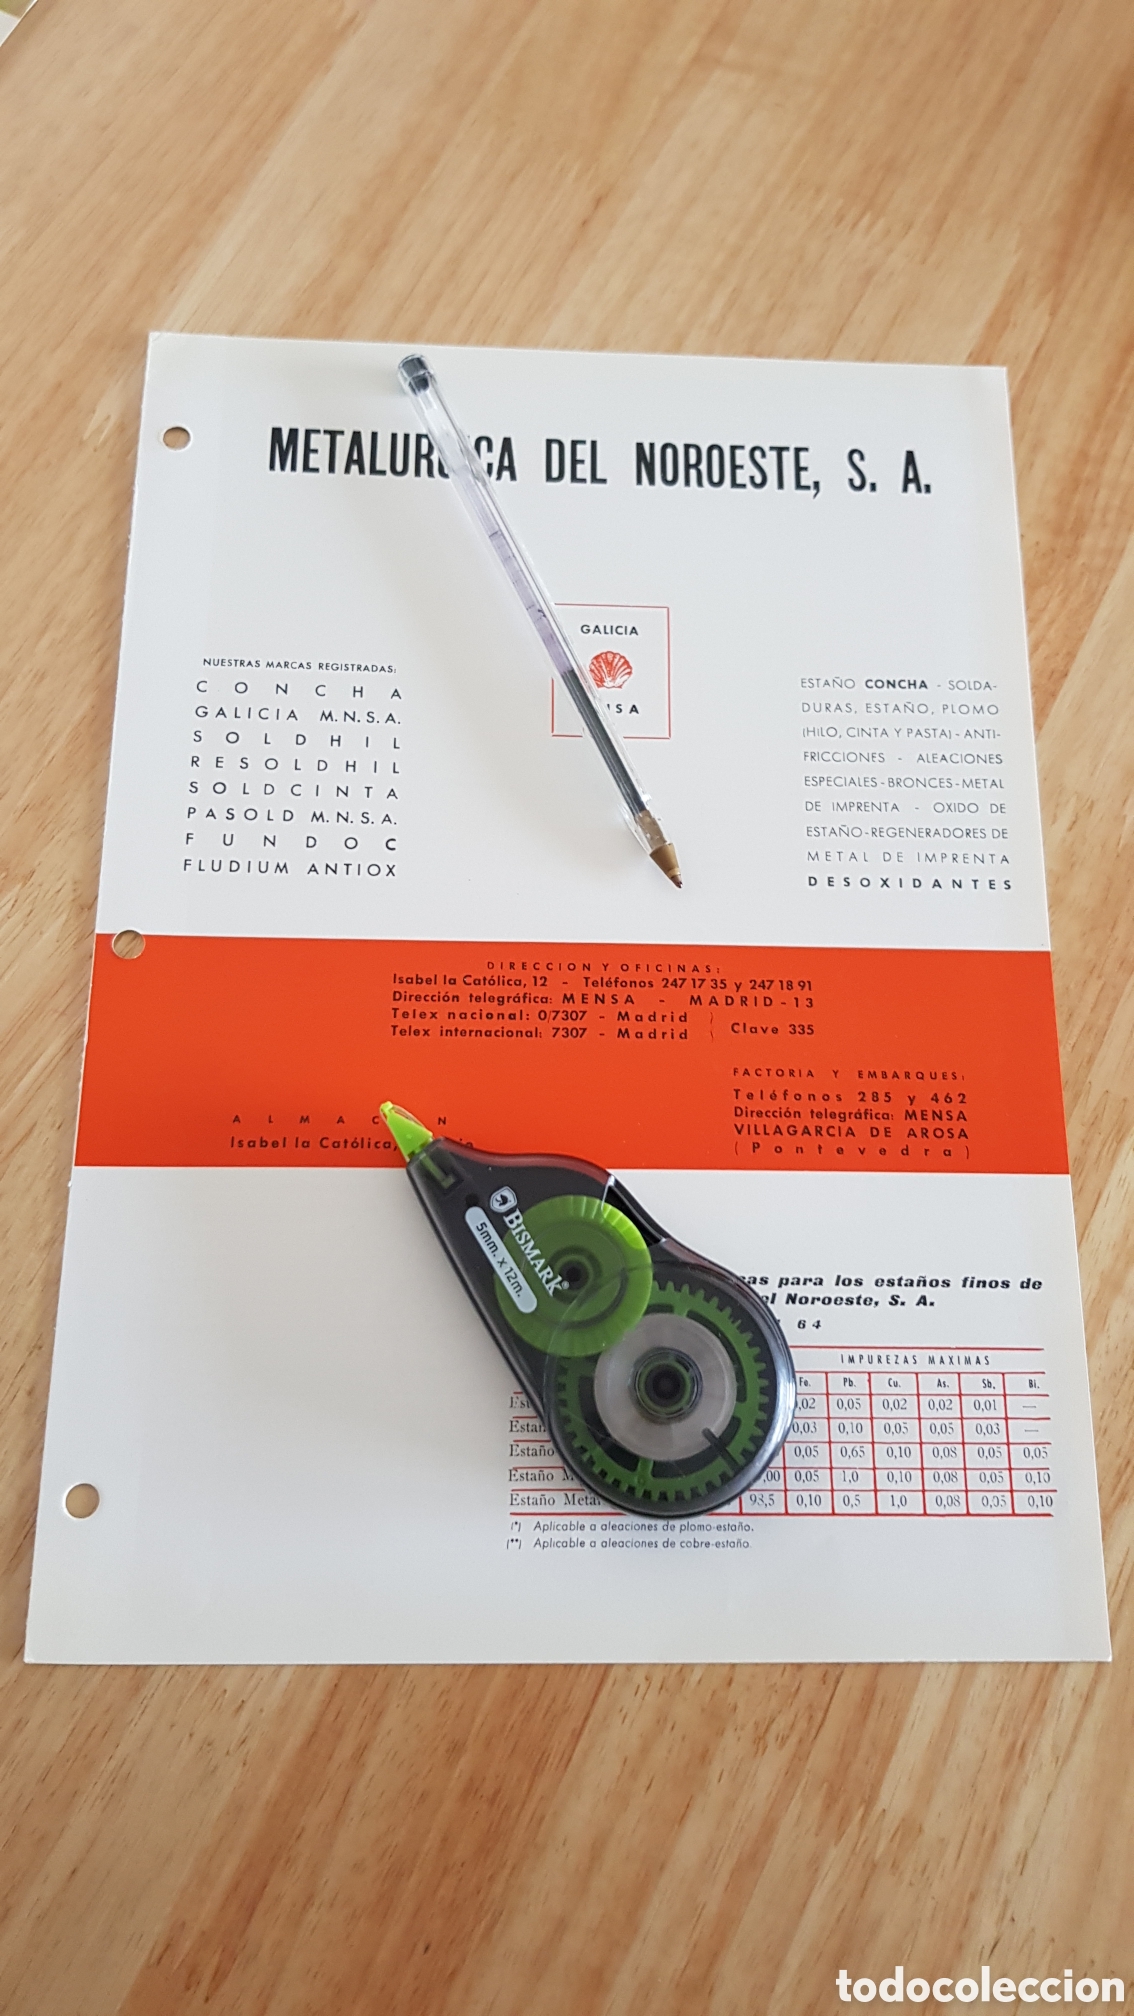 METALURGICA DEL NOROESTE, S. A.
GALICIA
NUESTRAS MARCAS REGISTRADAS:
CONCHA
GALICIA M.N.S.A.
SOLDHIL
RESOLDHIL
SOLDCINTA
PASOLD M.N.S.A.
FUNDOC
FLUDIUM ANTIOX
ESTAÑO CONCHA - SOLDA-
DURAS, ESTAÑO, PLOMO
(HILO, CINTA Y PASTA) - ANTI-
FRICCIONES - ALEACIONES
ESPECIALES - BRONCES - METAL
DE IMPRENTA - OXIDO DE
ESTAÑO - REGENERADORES DE
METAL DE IMPRENTA
DESOXIDANTES
DIRECCION Y OFICINAS:
Isabel la Católica, 12 - Teléfonos 247 17 35 y 247 18 91
Dirección telegráfica: MENSA - MADRID - 13
Telex nacional: 0/7307 - Madrid
Telex internacional: 7307 - Madrid
Clave 335
FACTORIA Y EMBARQUES:
Teléfonos 285 y 462
Dirección telegráfica: MENSA
VILLAGARCIA DE AROSA
(Pontevedra)
ALMACEN
Isabel la Católica,
BISMARK®
5mm. x 12m.
para los estaños finos de
Noroeste, S. A.
64
IMPUREZAS MAXIMAS
Fe. Pb. Cu. As. Sb. Bi.
,02 0,05 0,02 0,02 0,01 —
0,03 0,10 0,05 0,05 0,03 —
Estaño 0,05 0,65 0,10 0,08 0,05 0,05
Estaño ,00 0,05 1,0 0,10 0,08 0,05 0,10
Estaño 98,5 0,10 0,5 1,0 0,08 0,05 0,10
(*) Aplicable a aleaciones de plomo-estaño.
(**) Aplicable a aleaciones de cobre-estaño
todocoleccion